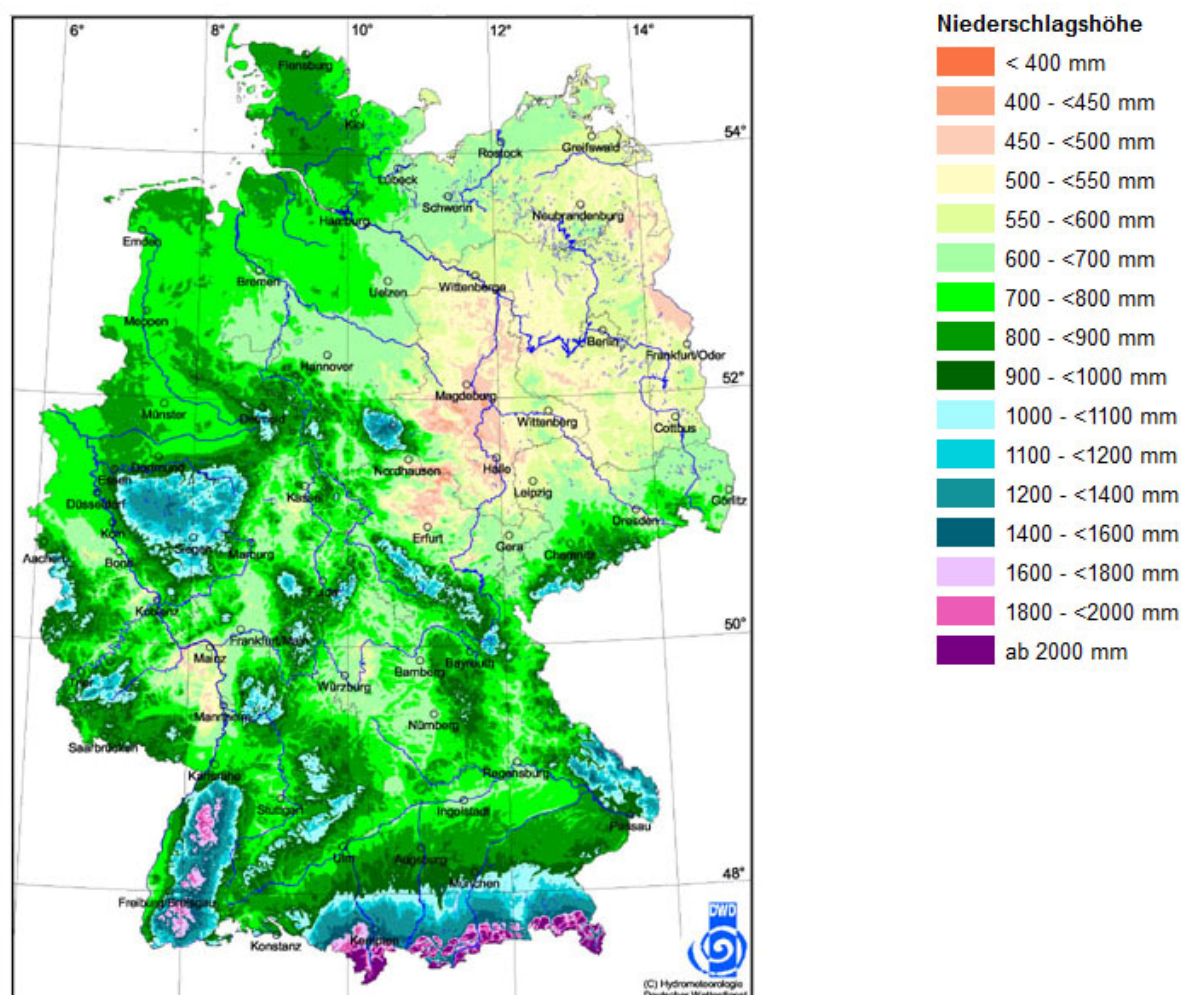 6° 8° 10° 12° 14°
Flensburg
Kiel
54°
Rostock
Greifswald
Lübeck
Schwerin
Hamburg
Neubrandenburg
Emden
Bremen
Uelzen
Wittenberge
Meppen
Berlin
Frankfurt/Oder
Hannover
52°
Magdeburg
Münster
Detmold
Wittenberg
Cottbus
Dortmund
Nordhausen
Halle
Essen
Kassel
Leipzig
Görlitz
Düsseldorf
Dresden
Köln
Erfurt
Siegen
Marburg
Gera
Chemnitz
Aachen
Bonn
Koblenz
50°
Frankfurt/Main
Mainz
Bayreuth
Bamberg
Trier
Würzburg
Mannheim
Nürnberg
Saarbrücken
Karlsruhe
Regensburg
Stuttgart
Ingolstadt
Passau
Ulm
Augsburg
48°
München
Freiburg/Breisgau
Kempten
Konstanz
DWD
(C) Hydrometeorologie
Deutscher Wetterdienst
Niederschlagshöhe
< 400 mm
400 - <450 mm
450 - <500 mm
500 - <550 mm
550 - <600 mm
600 - <700 mm
700 - <800 mm
800 - <900 mm
900 - <1000 mm
1000 - <1100 mm
1100 - <1200 mm
1200 - <1400 mm
1400 - <1600 mm
1600 - <1800 mm
1800 - <2000 mm
ab 2000 mm